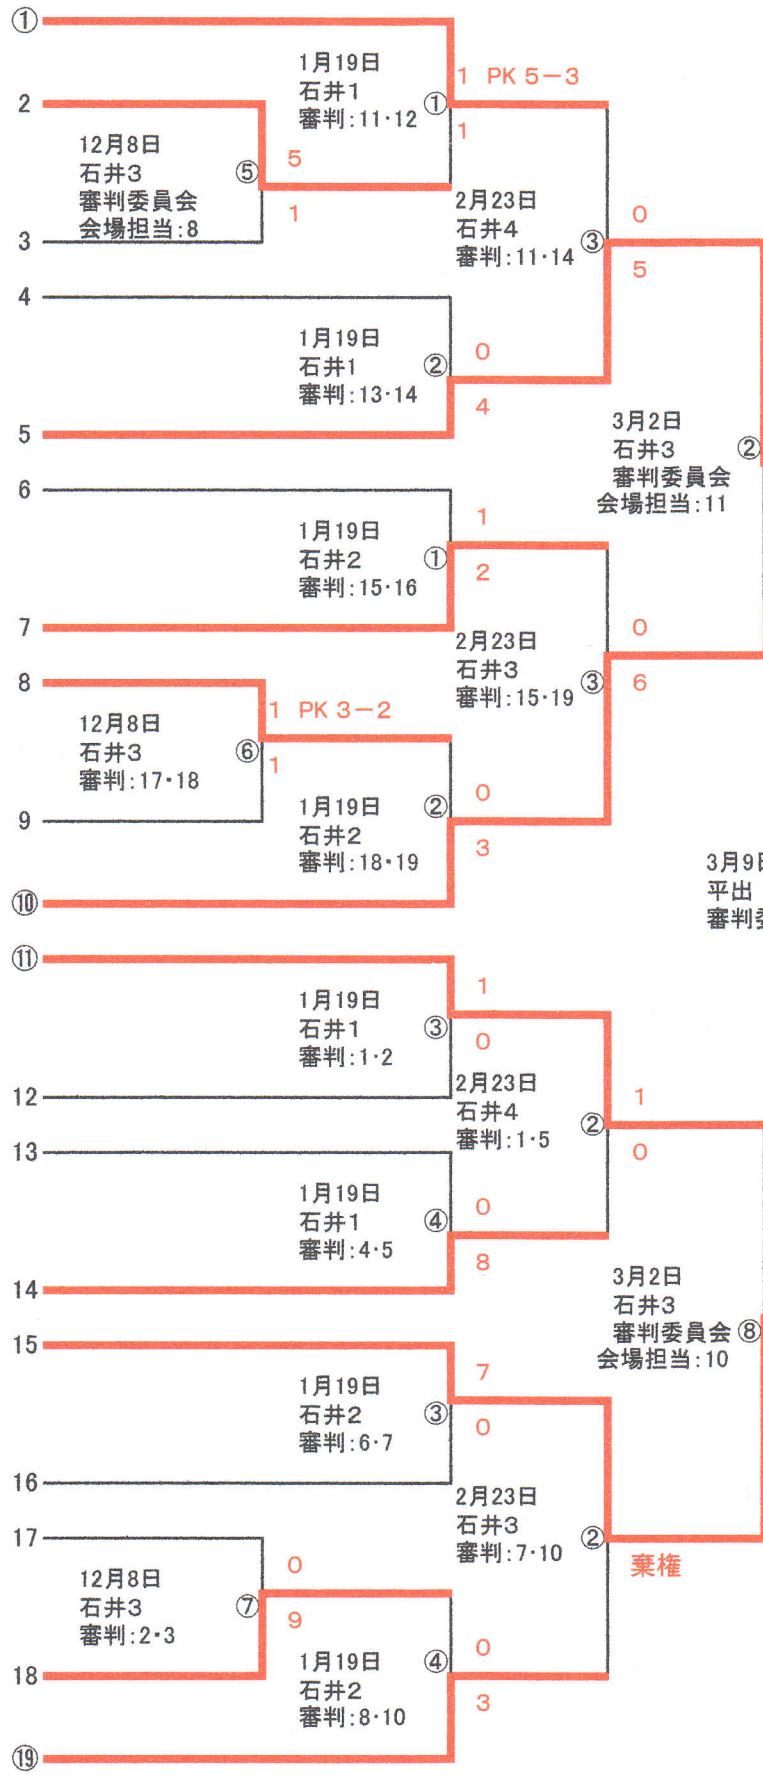 ①
1月19日
石井1
審判:11・12
①
1 PK 5－3
1
2
12月8日
石井3
審判委員会
会場担当:8
⑤
5
1
3
2月23日
石井4
審判:11・14
③
0
5
4
1月19日
石井1
審判:13・14
②
0
4
5
3月2日
石井3
審判委員会
会場担当:11
②
6
1月19日
石井2
審判:15・16
①
1
2
7
2月23日
石井3
審判:15・19
③
0
6
8
12月8日
石井3
審判:17・18
⑥
1 PK 3－2
1
9
1月19日
石井2
審判:18・19
②
0
3
⑩
3月9日
平出
審判委
⑪
1月19日
石井1
審判:1・2
③
1
0
12
2月23日
石井4
審判:1・5
②
1
0
13
1月19日
石井1
審判:4・5
④
0
8
14
3月2日
石井3
審判委員会
会場担当:10
⑧
15
1月19日
石井2
審判:6・7
③
7
0
16
2月23日
石井3
審判:7・10
②
棄権
17
12月8日
石井3
審判:2・3
⑦
0
9
18
1月19日
石井2
審判:8・10
④
0
3
⑲